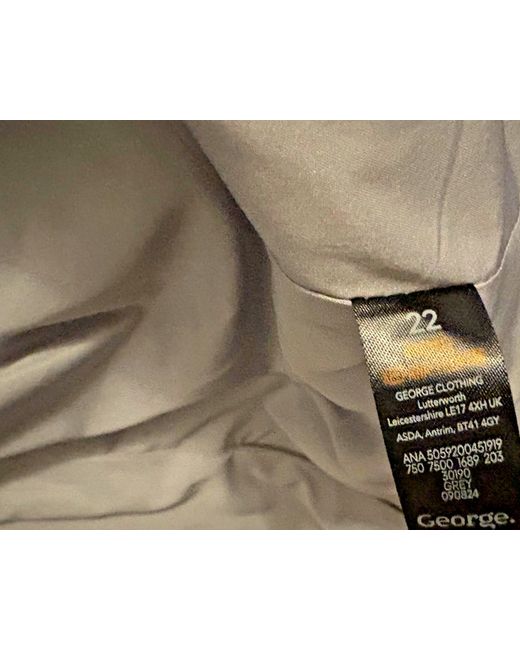 22
GEORGE CLOTHING
Lutterworth
Leicestershire LE17 4XH UK
ASDA, Antrim, BT41 4GY
ANA 5059200451919
750 7500 1689 203
30190
GREY
090824
George.